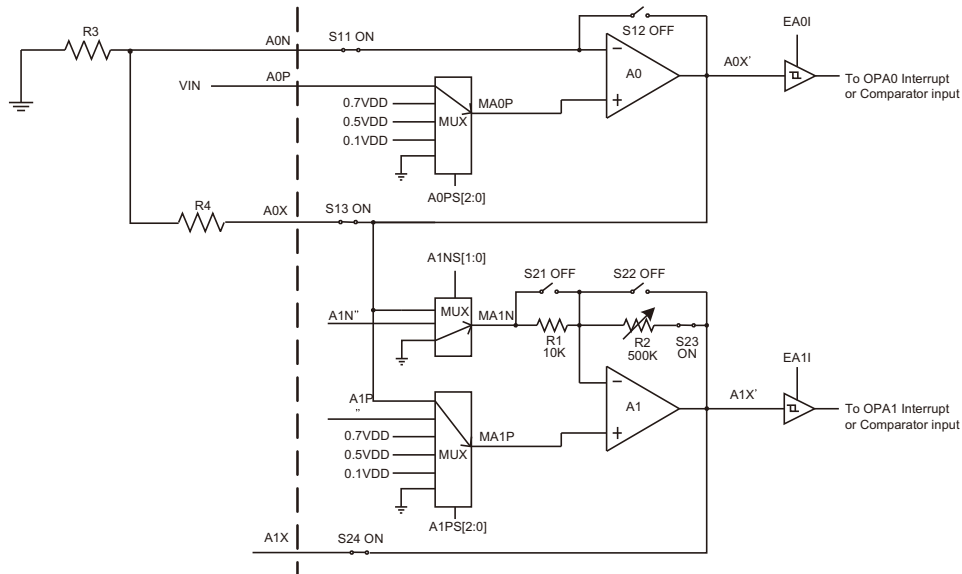 R3
A0N
S11 ON
S12 OFF
EA0I
VIN
A0P
A0
A0X'
To OPA0 Interrupt
or Comparator input
0.7VDD
0.5VDD
0.1VDD
MUX
MA0P
A0PS[2:0]
R4
A0X
S13 ON
A1NS[1:0]
S21 OFF
S22 OFF
A1N"
MUX
MA1N
R1
10K
R2
500K
S23
ON
EA1I
A1P
"
A1
A1X'
To OPA1 Interrupt
or Comparator input
0.7VDD
0.5VDD
0.1VDD
MUX
MA1P
A1PS[2:0]
A1X
S24 ON